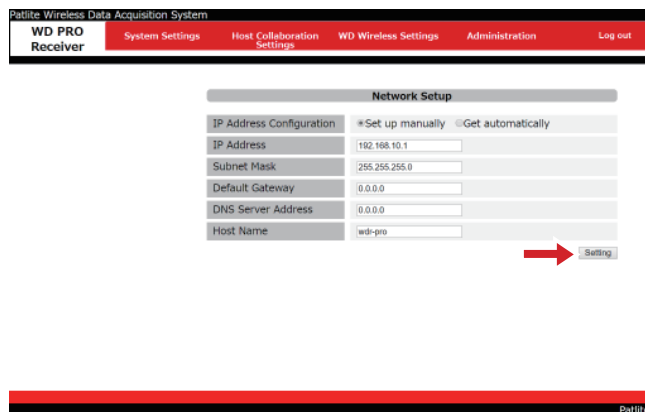 Patlite Wireless Data Acquisition System
WD PRO
Receiver
System Settings
Host Collaboration
Settings
WD Wireless Settings
Administration
Log out
Network Setup
IP Address Configuration Set up manually Get automatically
IP Address 192.168.10.1
Subnet Mask 255.255.255.0
Default Gateway 0.0.0.0
DNS Server Address 0.0.0.0
Host Name wdr-pro
Setting
Patlit